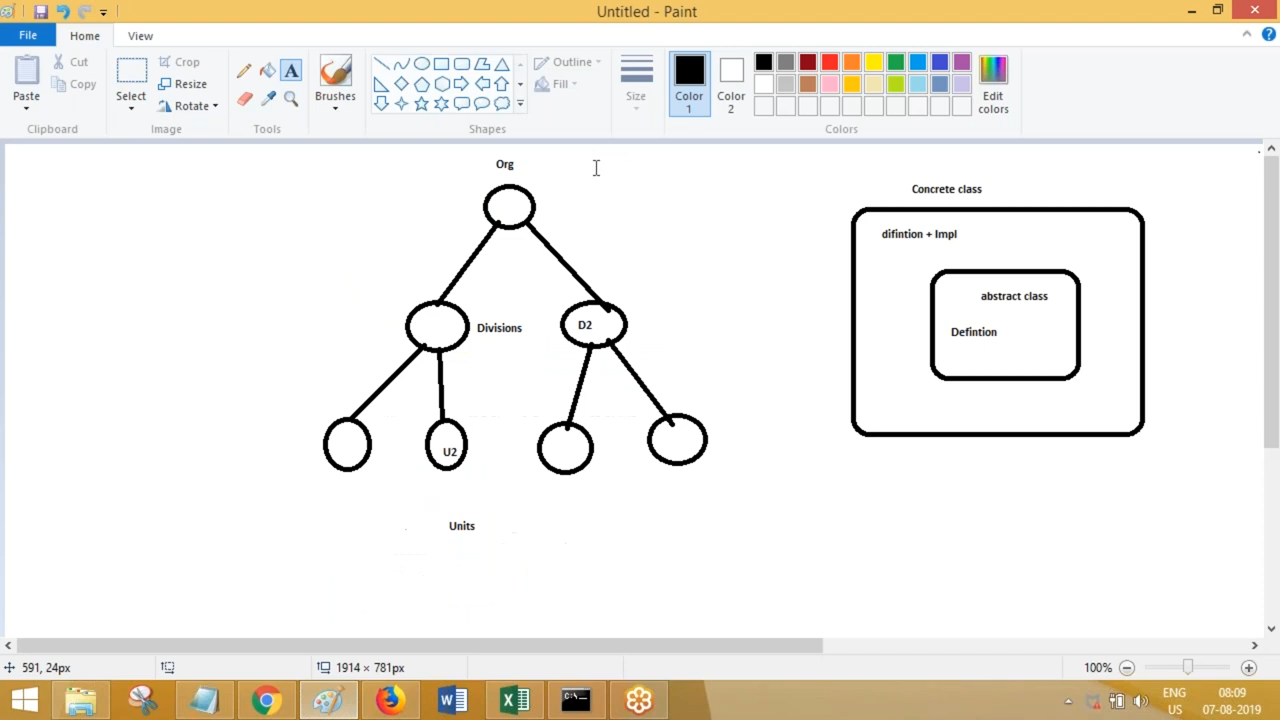 Untitled - Paint
File
Home
View
Paste
Cut
Copy
Clipboard
Select
Crop
Resize
Rotate
Image
A
Tools
Brushes
Outline
Fill
Shapes
Size
Color 1
Color 2
Edit colors
Colors
Org
Divisions
D2
U2
Units
Concrete class
difintion + Impl
abstract class
Defintion
591, 24px
1914 × 781px
100%
ENG
US
08:09
07-08-2019